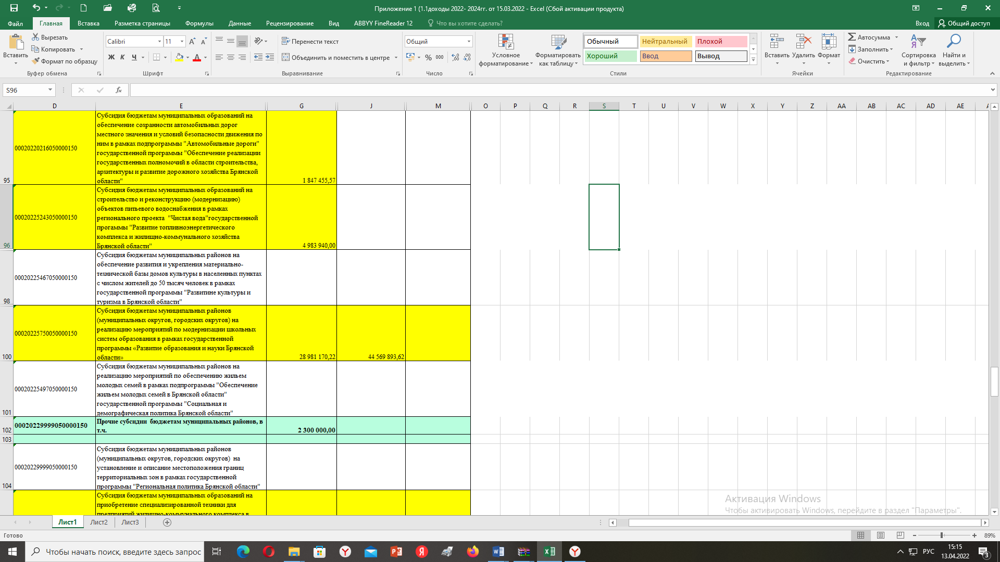 Приложение 1 (1.1доходы 2022- 2024гг. от 15.03.2022 - Excel (Сбой активации продукта)
Файл Главная Вставка Разметка страницы Формулы Данные Рецензирование Вид ABBYY FineReader 12 Что вы хотите сделать? Вход Общий доступ
Вставить
Вырезать
Копировать
Формат по образцу
Буфер обмена
Calibri 11
Ж К Ч А
Шрифт
Перенести текст
Объединить и поместить в центре
Выравнивание
Общий
% 000
Число
Условное форматирование
Форматировать как таблицу
Обычный Нейтральный Плохой
Хороший Ввод Вывод
Стили
Вставить Удалить Формат
Ячейки
Автосумма
Заполнить
Очистить
Сортировка и фильтр
Найти и выделить
Редактирование
S96 fx
D E G J M O P Q R S T U V W X Y Z AA AB AC AD AE
95 00020220216050000150
Субсидия бюджетам муниципальных образований на
обеспечение сохранности автомобильных дорог
местного значения и условий безопасности движения по
ним в рамках подпрограммы "Автомобильные дороги"
государственной программы "Обеспечение реализации
государственных полномочий в области строительства,
архитектуры и развитие дорожного хозяйства Брянской
области" 1 847 455,57
96 00020225243050000150
Субсидия бюджетам муниципальных образований на
строительство и реконструкцию (модернизацию)
объектов питьевого водоснабжения в рамках
регионального проекта "Чистая вода"государственной
прогаммы "Развитие топливноэнергетического
комплекса и жилищно-коммунального хозяйства
Брянской области" 4 983 940,00
98 00020225467050000150
Субсидия бюджетам муниципальных районов на
обеспечение развития и укрепления материально-
технической базы домов культуры в населенных пунктах
с числом жителей до 50 тысяч человек в рамках
государственной программы "Развитине культуры и
туризма в Брянской области"
100 00020225750050000150
Субсидия бюджетам муниципальных районов
(муниципальных округов, городских округов) на
реализацию мероприятий по модернизации школьных
систем образования в рамках государственной
программы «Развитие образования и науки Брянской
области» 28 981 170,22 44 569 893,62
101 00020225497050000150
Субсидия бюджетам муниципальных районов на
реализацию мероприятий по обеспечению жильем
молодых семей в рамках подпрограммы "Обеспечение
жильем молодых семей в Брянской области"
государственной программы "Социальная и
демографическая политика Брянской области"
102 00020229999050000150
Прочие субсидии бюджетам муниципальных районов, в
т.ч. 2 300 000,00
103
104 00020229999050000150
Субсидия бюджетам муниципальных районов
(муниципальных округов, городских округов) на
установление и описание местоположения границ
территориальных зон в рамках государственной
программы "Региональная политика Брянской области"
Субсидия бюджетам муниципальных образований на
приобретение специализированной техники для
предприятий жилищно-коммунального комплекса в
Активация Windows
Чтобы активировать Windows, перейдите в раздел "Параметры".
Лист1 Лист2 Лист3
Готово 89%
Чтобы начать поиск, введите здесь запрос
РУС 15:15
13.04.2022
3